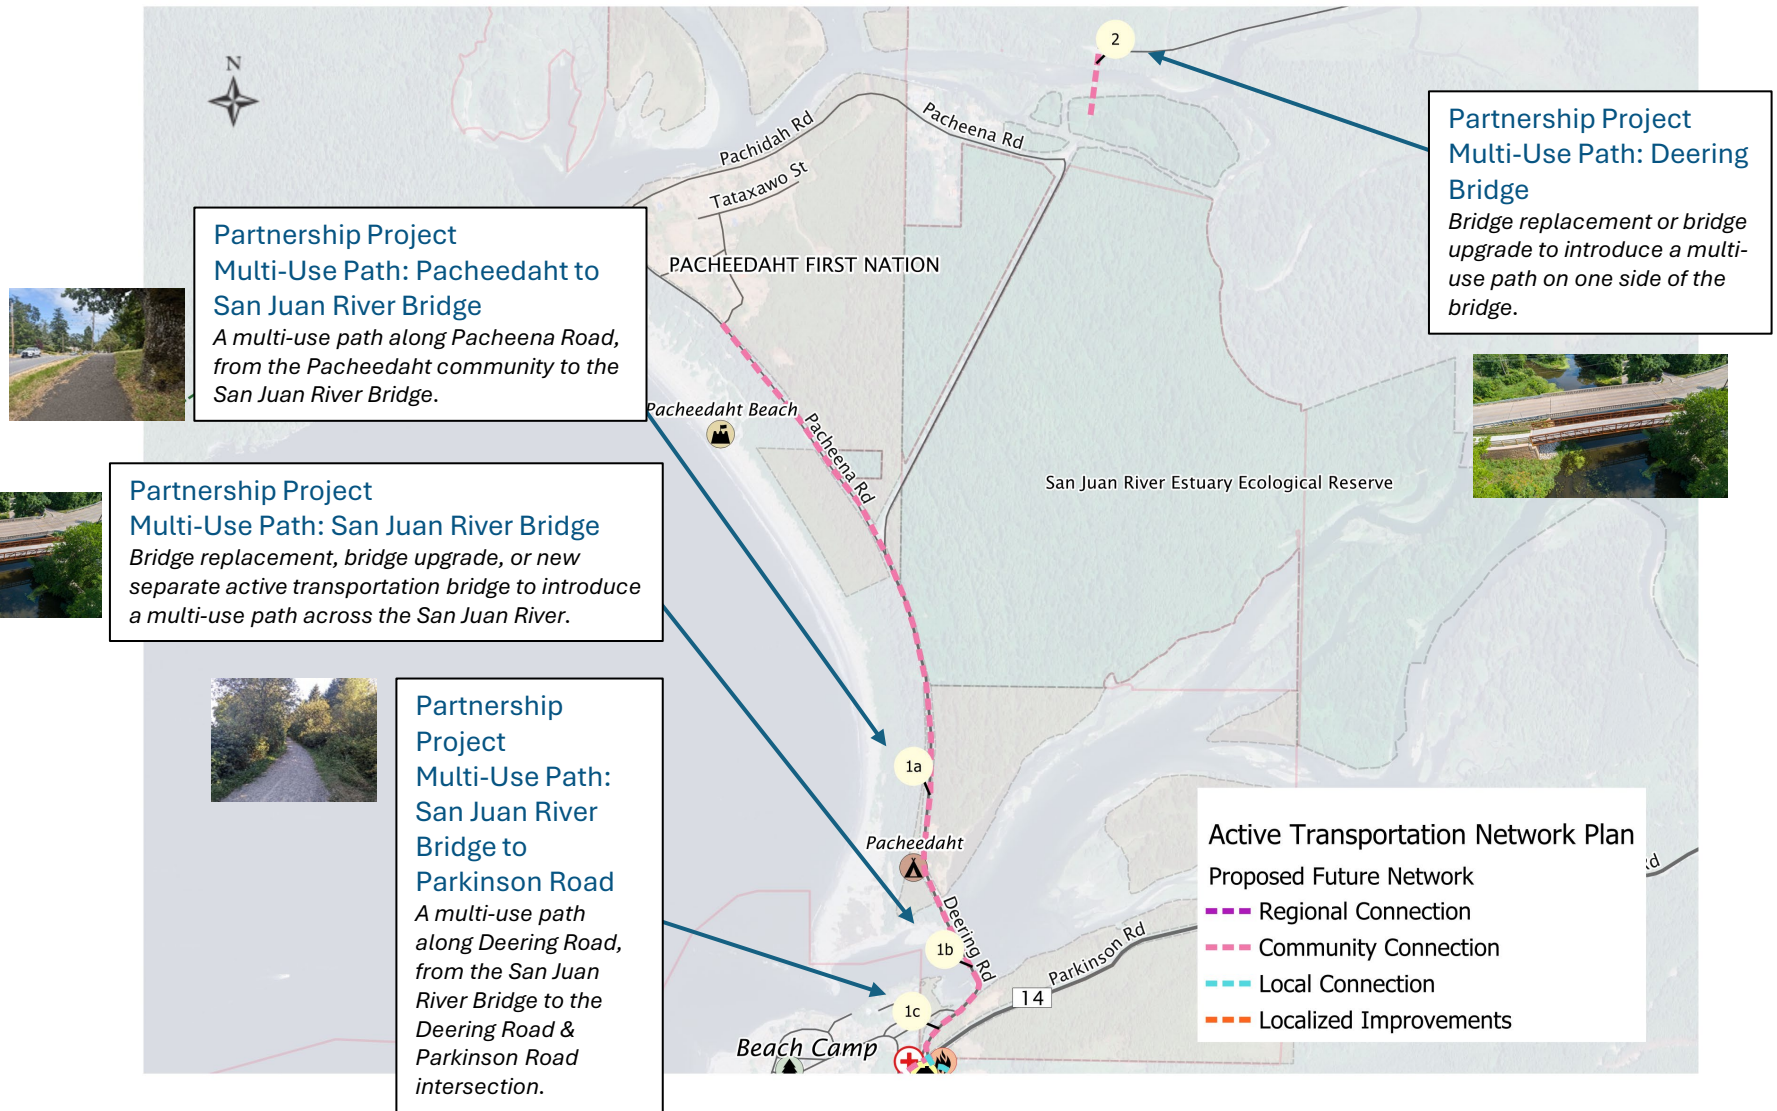 N
2
Pachidah Rd
Pacheena Rd
Tataxawo St
PACHEEDAHT FIRST NATION
Partnership Project
Multi-Use Path: Deering
Bridge
Bridge replacement or bridge
upgrade to introduce a multi-
use path on one side of the
bridge.
Partnership Project
Multi-Use Path: Pacheedaht to
San Juan River Bridge
A multi-use path along Pacheena Road,
from the Pacheedaht community to the
San Juan River Bridge.
Pacheedaht Beach
Pacheena Rd
San Juan River Estuary Ecological Reserve
Partnership Project
Multi-Use Path: San Juan River Bridge
Bridge replacement, bridge upgrade, or new
separate active transportation bridge to introduce
a multi-use path across the San Juan River.
Partnership
Project
Multi-Use Path:
San Juan River
Bridge to
Parkinson Road
A multi-use path
along Deering Road,
from the San Juan
River Bridge to the
Deering Road &
Parkinson Road
intersection.
1a
Pacheedaht
Deering Rd
1b
Parkinson Rd
14
1c
Beach Camp
Rd
Active Transportation Network Plan
Proposed Future Network
Regional Connection
Community Connection
Local Connection
Localized Improvements